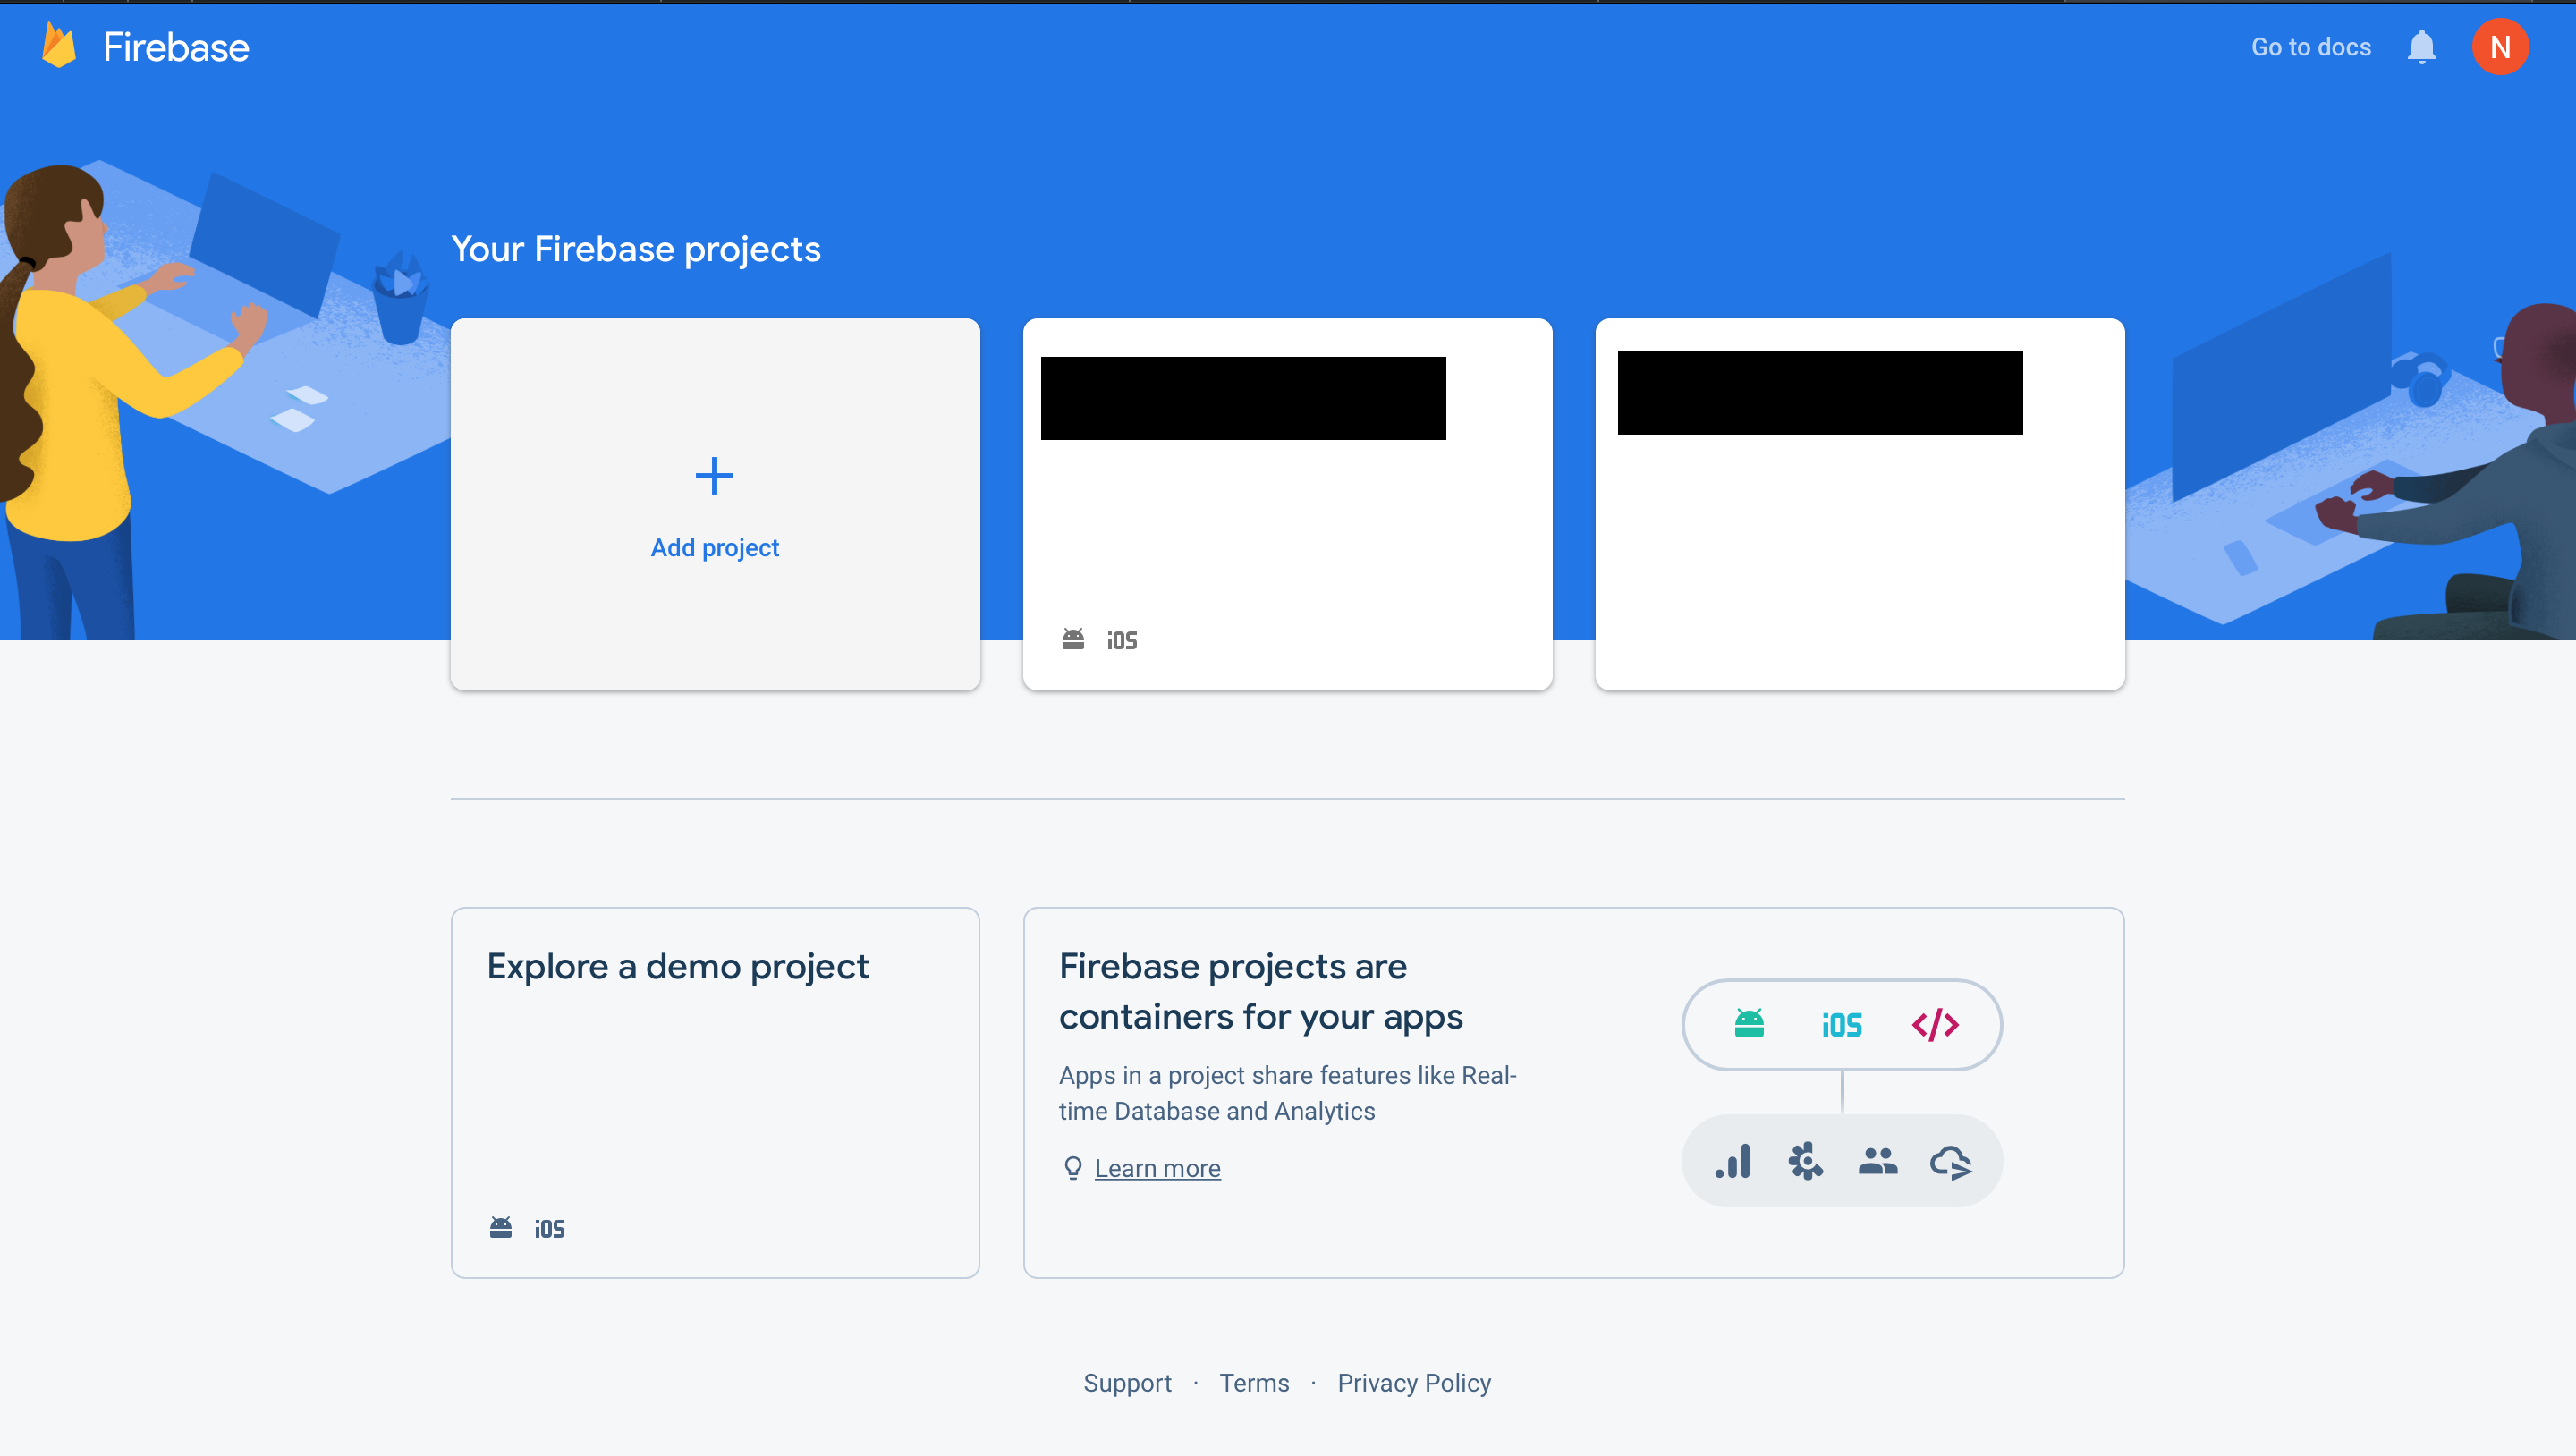 Firebase
Go to docs
N
Your Firebase projects
Add project
iOS
Explore a demo project
iOS
Firebase projects are
containers for your apps
Apps in a project share features like Real-
time Database and Analytics
Learn more
iOS
</>
Support · Terms · Privacy Policy